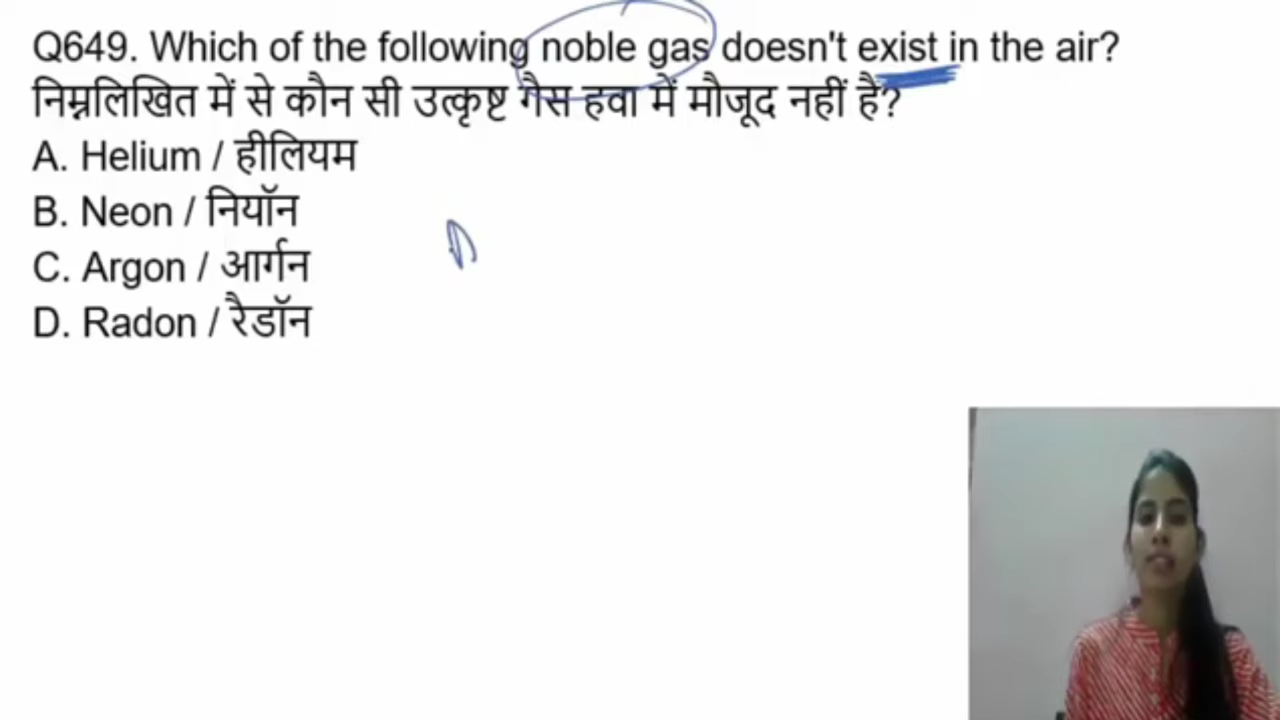 Q649. Which of the following noble gas doesn't exist in the air?
निम्नलिखित में से कौन सी उत्कृष्ट गैस हवा में मौजूद नहीं है?
A. Helium / हीलियम
B. Neon / नियॉन
C. Argon / आर्गन
D. Radon / रैडॉन